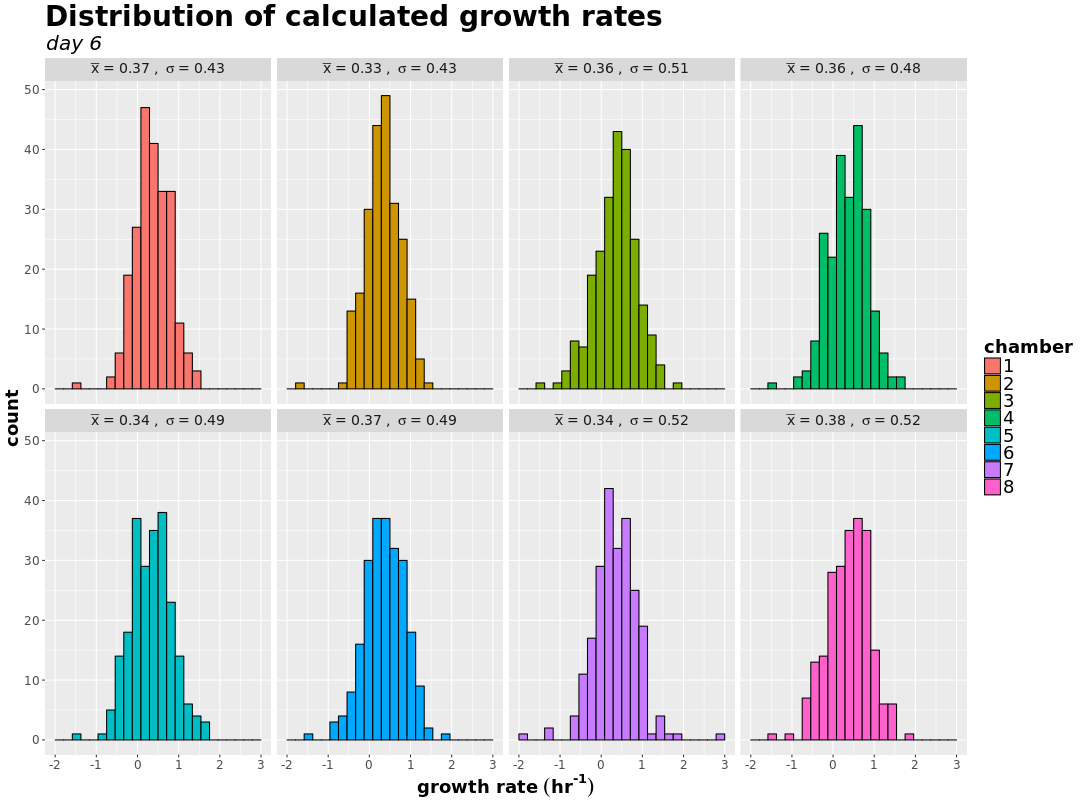 Distribution of calculated growth rates
day 6
x̅ = 0.37 , σ = 0.43
x̅ = 0.33 , σ = 0.43
x̅ = 0.36 , σ = 0.51
x̅ = 0.36 , σ = 0.48
50
40
30
20
10
0
count
x̅ = 0.34 , σ = 0.49
x̅ = 0.37 , σ = 0.49
x̅ = 0.34 , σ = 0.52
x̅ = 0.38 , σ = 0.52
50
40
30
20
10
0
-2 -1 0 1 2 3
-2 -1 0 1 2 3
-2 -1 0 1 2 3
-2 -1 0 1 2 3
growth rate (hr⁻¹)
chamber
1
2
3
4
5
6
7
8